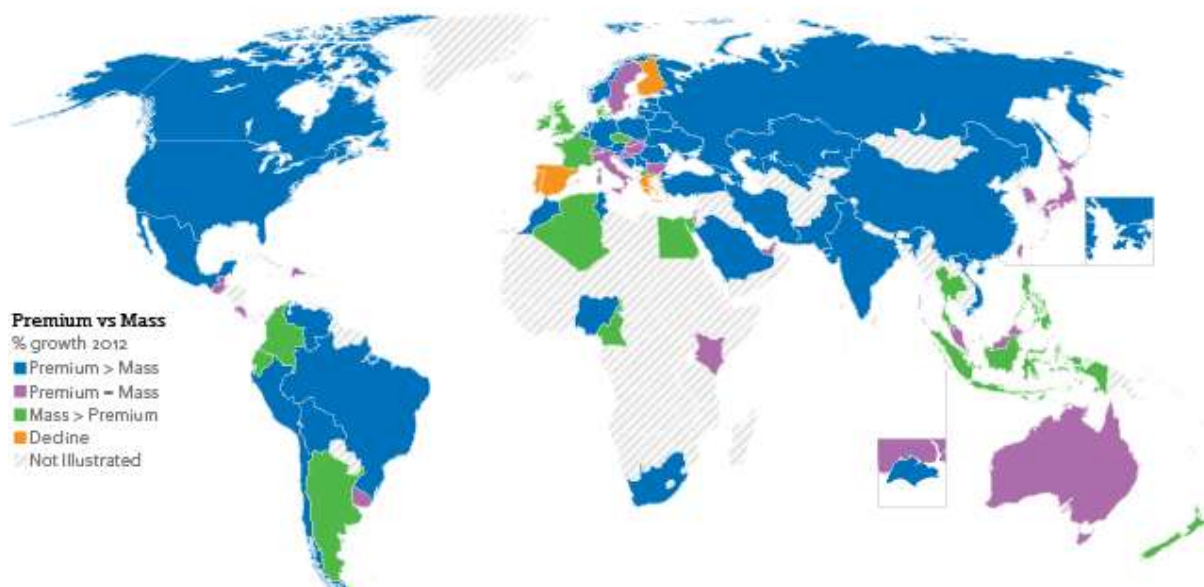 Premium vs Mass
% growth 2012
Premium > Mass
Premium = Mass
Mass > Premium
Decline
Not Illustrated